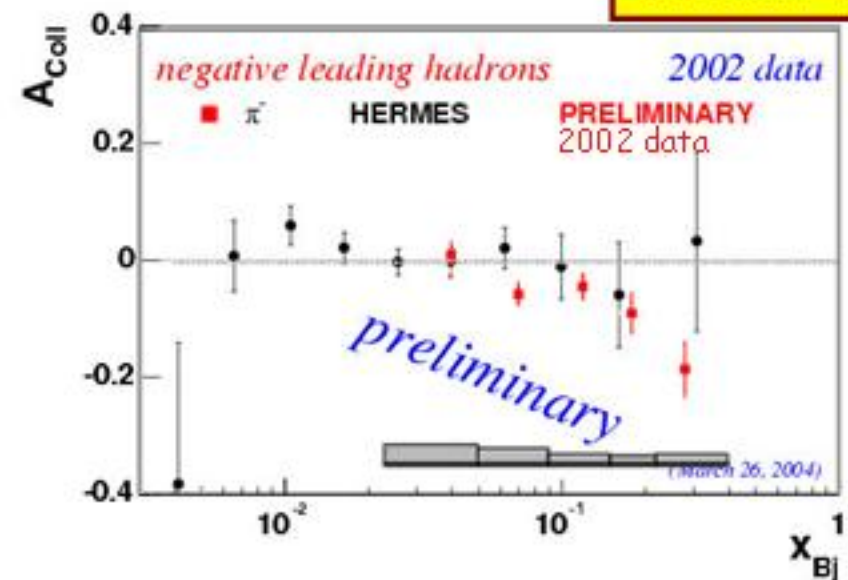 0.4
negative leading hadrons 2002 data
π⁻ HERMES PRELIMINARY
2002 data
A_Coll
0.2
0
-0.2
preliminary
(March 26, 2004)
-0.4
10⁻² 10⁻¹ 1
x_Bj